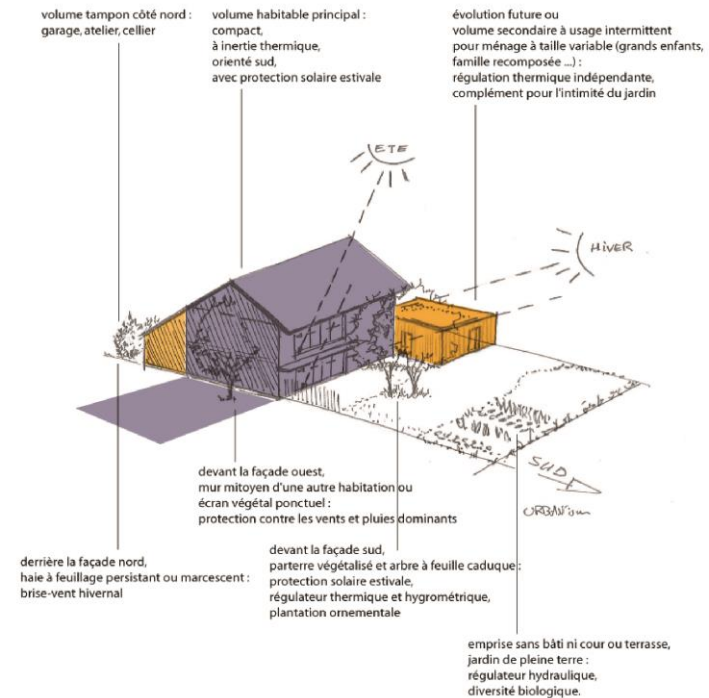 volume tampon côté nord :
garage, atelier, cellier
volume habitable principal :
compact,
à inertie thermique,
orienté sud,
avec protection solaire estivale
évolution future ou
volume secondaire à usage intermittent
pour ménage à taille variable (grands enfants,
famille recomposée ...) :
régulation thermique indépendante,
complément pour l'intimité du jardin
ETE
HIVER
SUD
devant la façade ouest,
mur mitoyen d'une autre habitation ou
écran végétal ponctuel :
protection contre les vents et pluies dominants
derrière la façade nord,
haie à feuillage persistant ou marcescent :
brise-vent hivernal
devant la façade sud,
parterre végétalisé et arbre à feuille caduque :
protection solaire estivale,
régulateur thermique et hygrométrique,
plantation ornementale
emprise sans bâti ni cour ou terrasse,
jardin de pleine terre :
régulateur hydraulique,
diversité biologique.